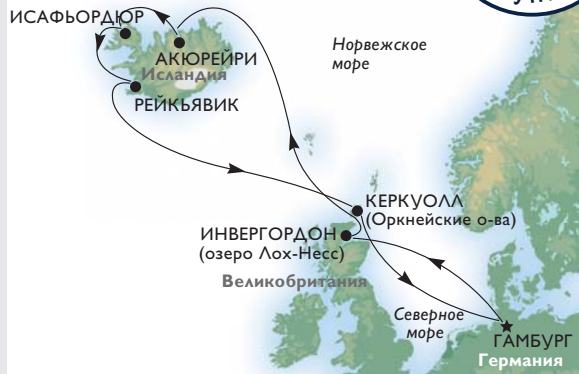 ИСАФЬОРДЮР
АКЮРЕЙРИ
Исландия
РЕЙКЬЯВИК
Норвежское
море
КЕРКУОЛЛ
(Оркнейские о-ва)
ИНВЕРГОРДОН
(озеро Лох-Несс)
Великобритания
Северное
море
ГАМБУРГ
Германия